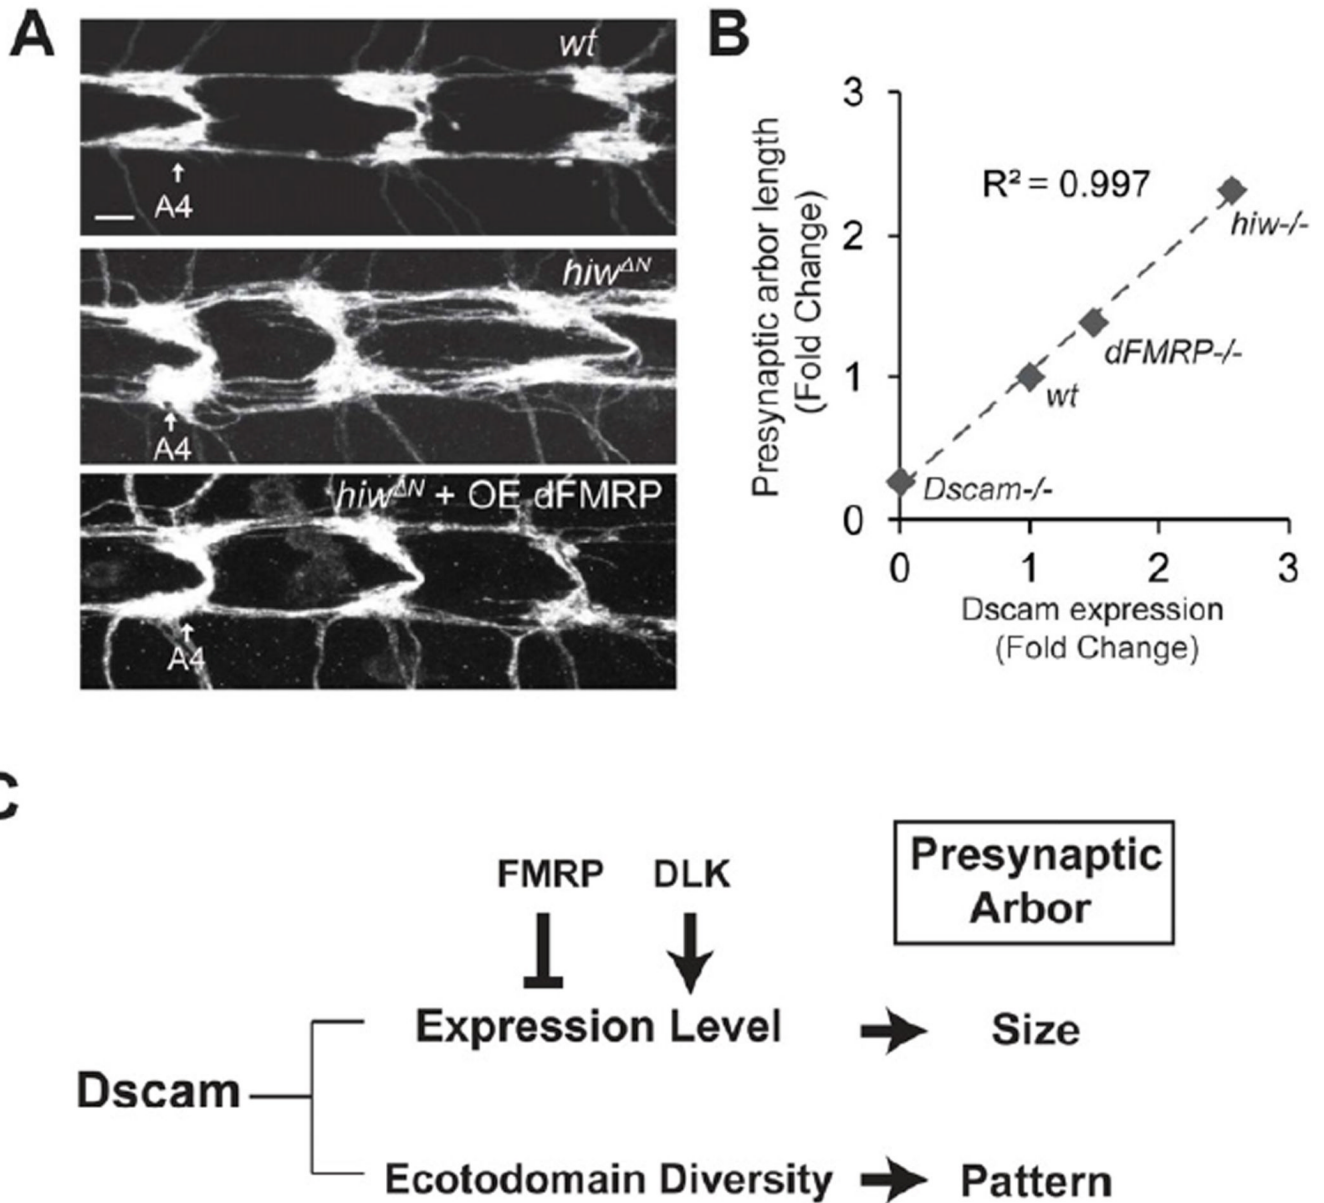 A
wt
A4
hiwΔN
A4
hiwΔN + OE dFMRP
A4
B
Presynaptic arbor length
(Fold Change)
3
2
1
0
R² = 0.997
hiw-/-
dFMRP-/-
wt
Dscam-/-
0 1 2 3
Dscam expression
(Fold Change)
C
FMRP DLK
Presynaptic
Arbor
Expression Level
Size
Dscam
Ecotodomain Diversity
Pattern